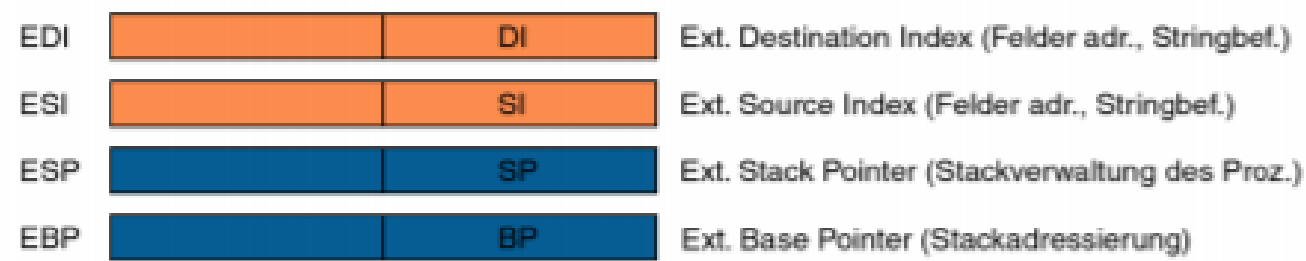 EDI DI Ext. Destination Index (Felder adr., Stringbef.)
ESI SI Ext. Source Index (Felder adr., Stringbef.)
ESP SP Ext. Stack Pointer (Stackverwaltung des Proz.)
EBP BP Ext. Base Pointer (Stackadressierung)